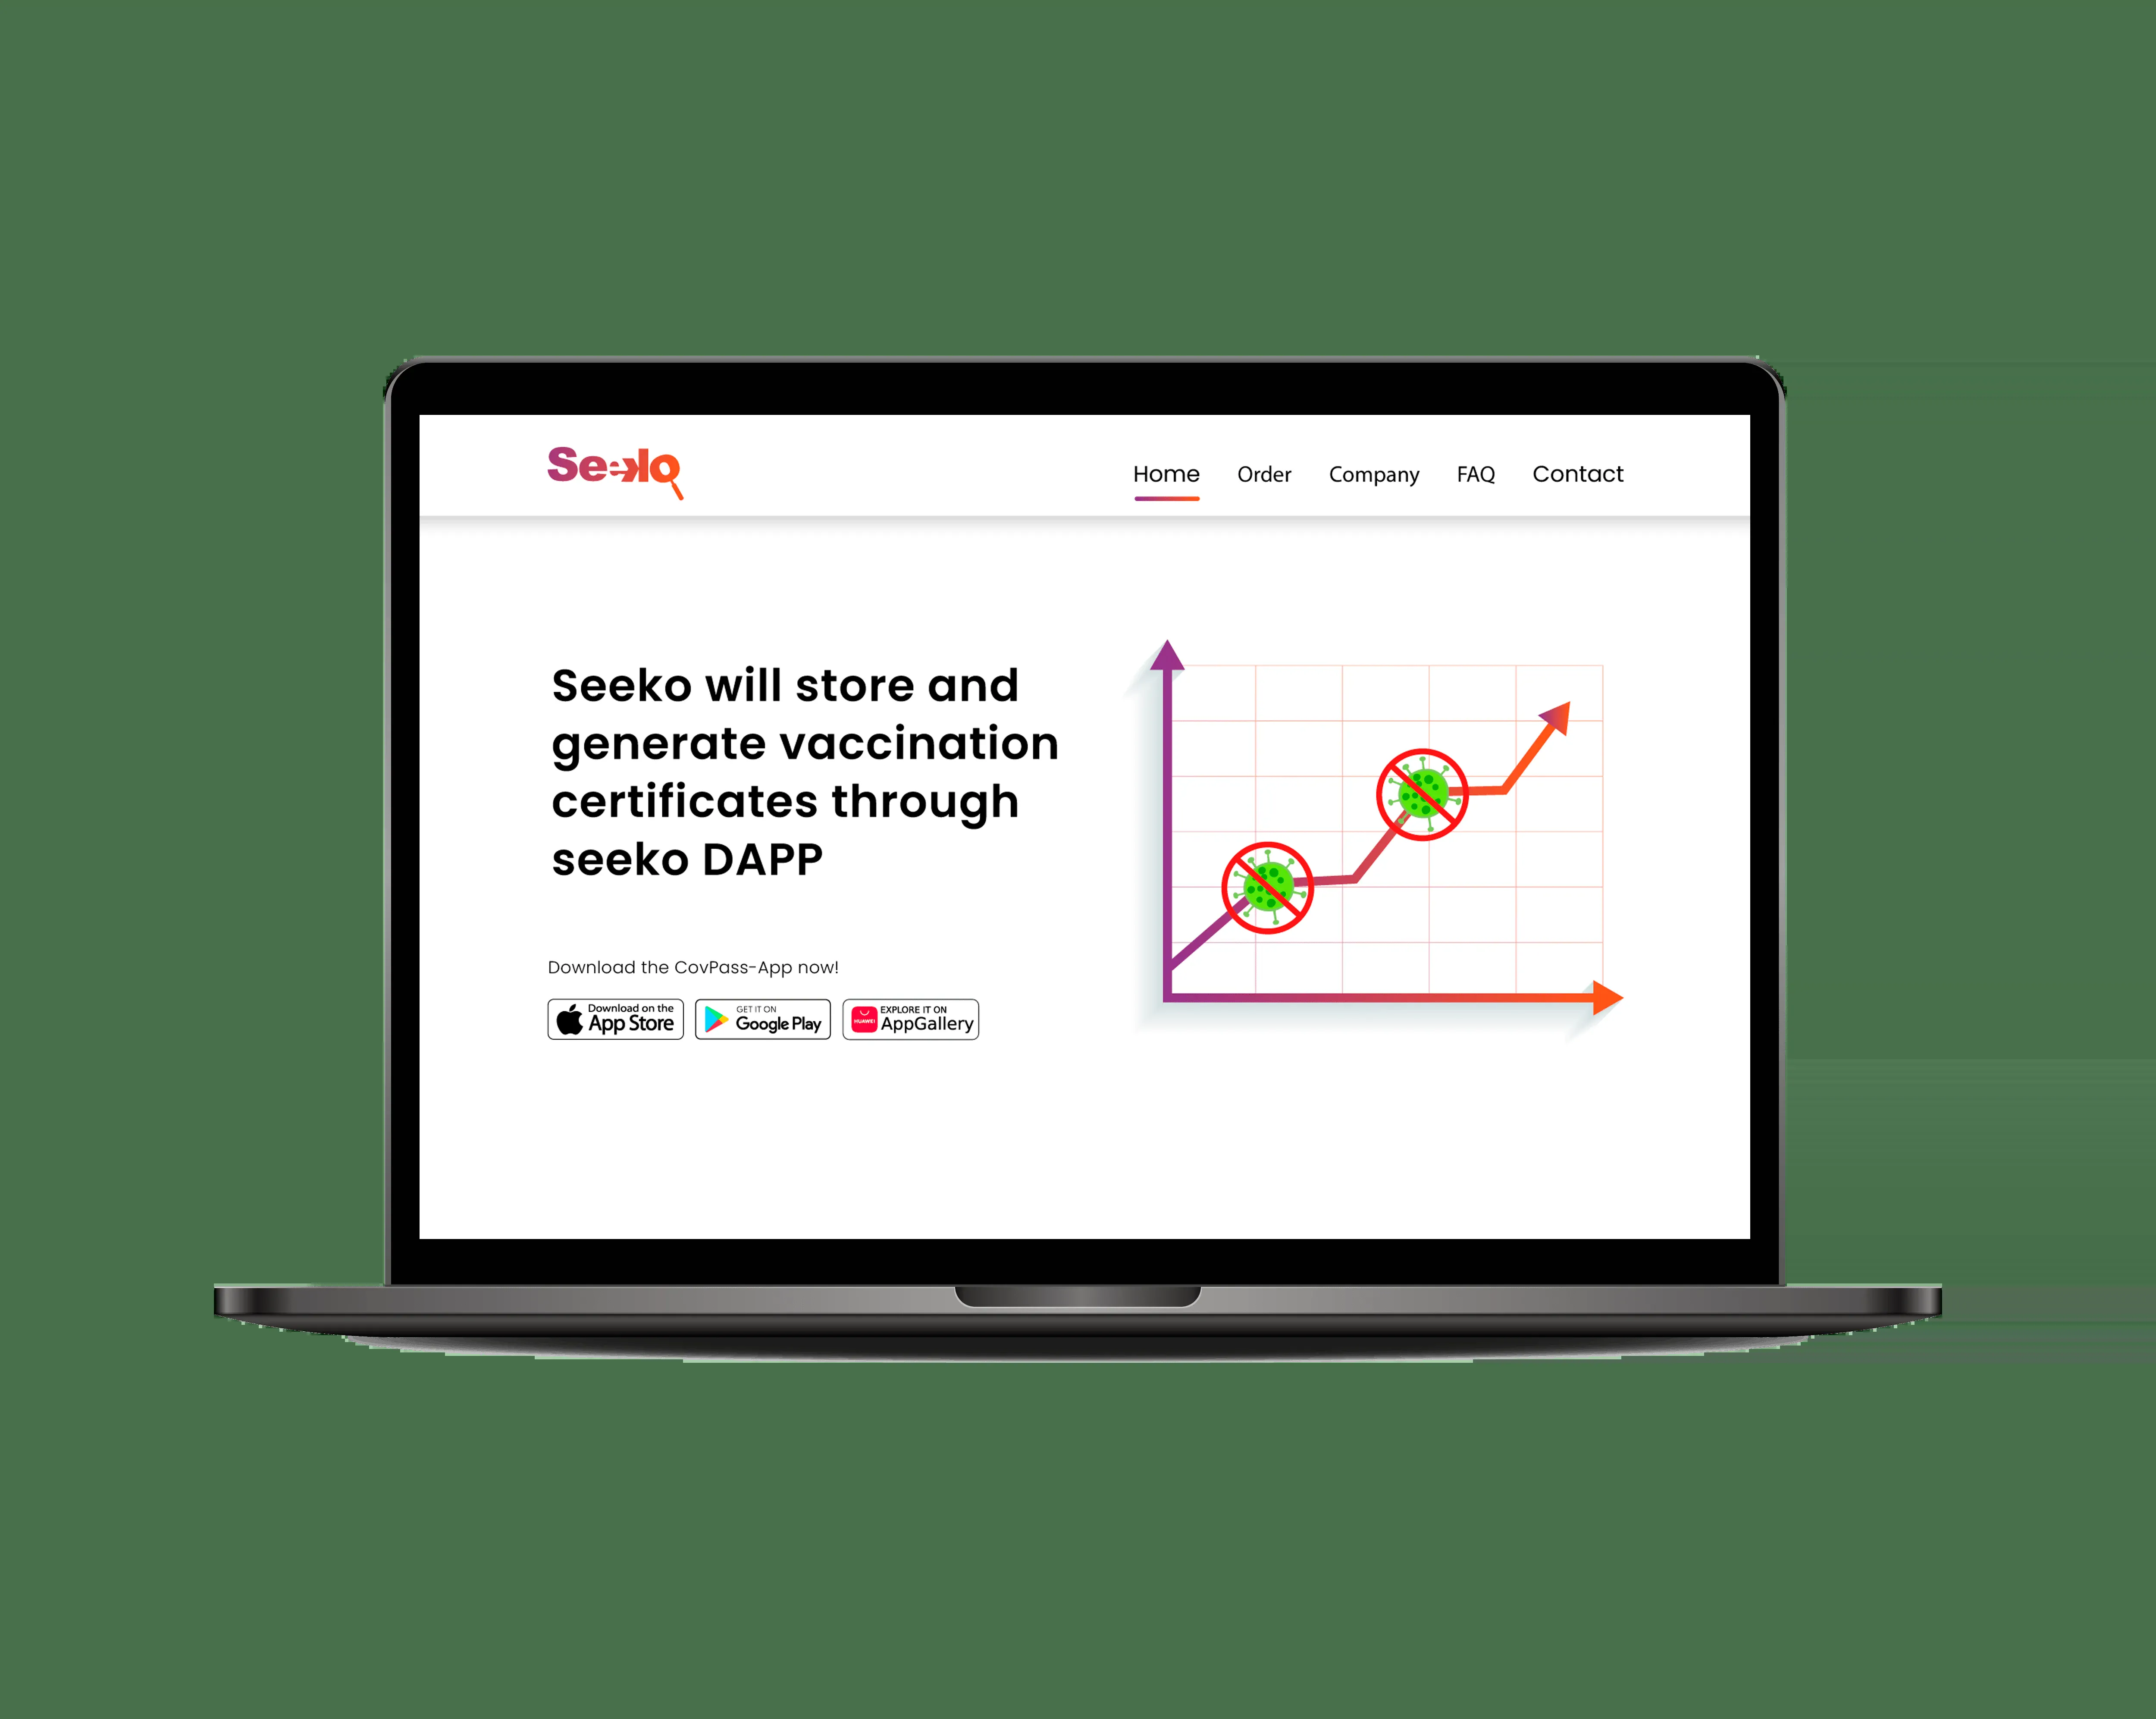 Seeko
Home Order Company FAQ Contact
Seeko will store and
generate vaccination
certificates through
seeko DAPP
Download the CovPass-App now!
Download on the
App Store
GET IT ON
Google Play
HUAWEI
EXPLORE IT ON
AppGallery